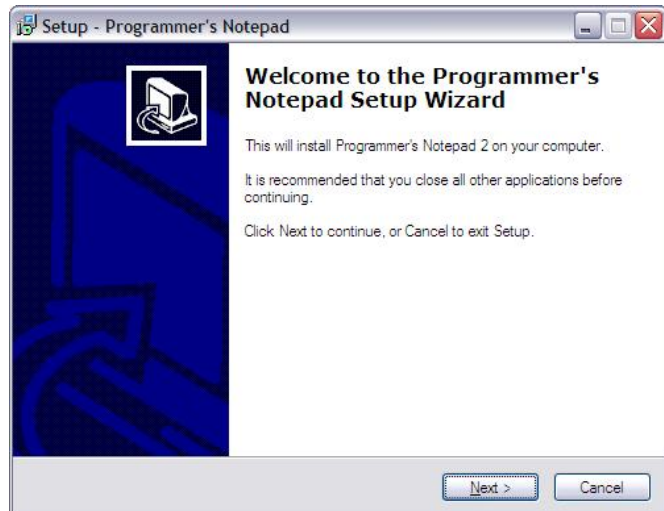 Setup - Programmer's Notepad
Welcome to the Programmer's
Notepad Setup Wizard
This will install Programmer's Notepad 2 on your computer.
It is recommended that you close all other applications before
continuing.
Click Next to continue, or Cancel to exit Setup.
Next >
Cancel